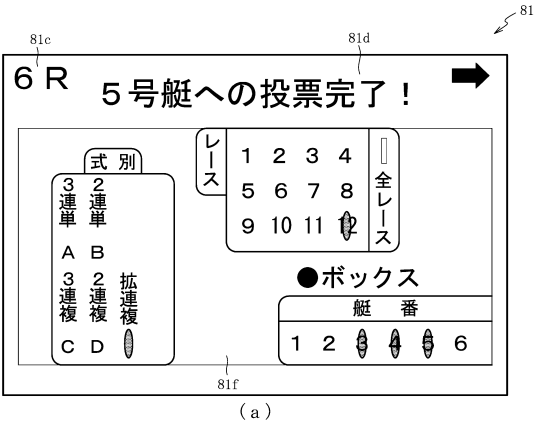 81
81c
81d
6R
5号艇への投票完了!
レース
1 2 3 4
5 6 7 8
9 10 11 12
全レース
式別
3連単 2連単
A B
3連複 2連複 拡連複
C D
●ボックス
艇番
1 2 3 4 5 6
81f
(a)